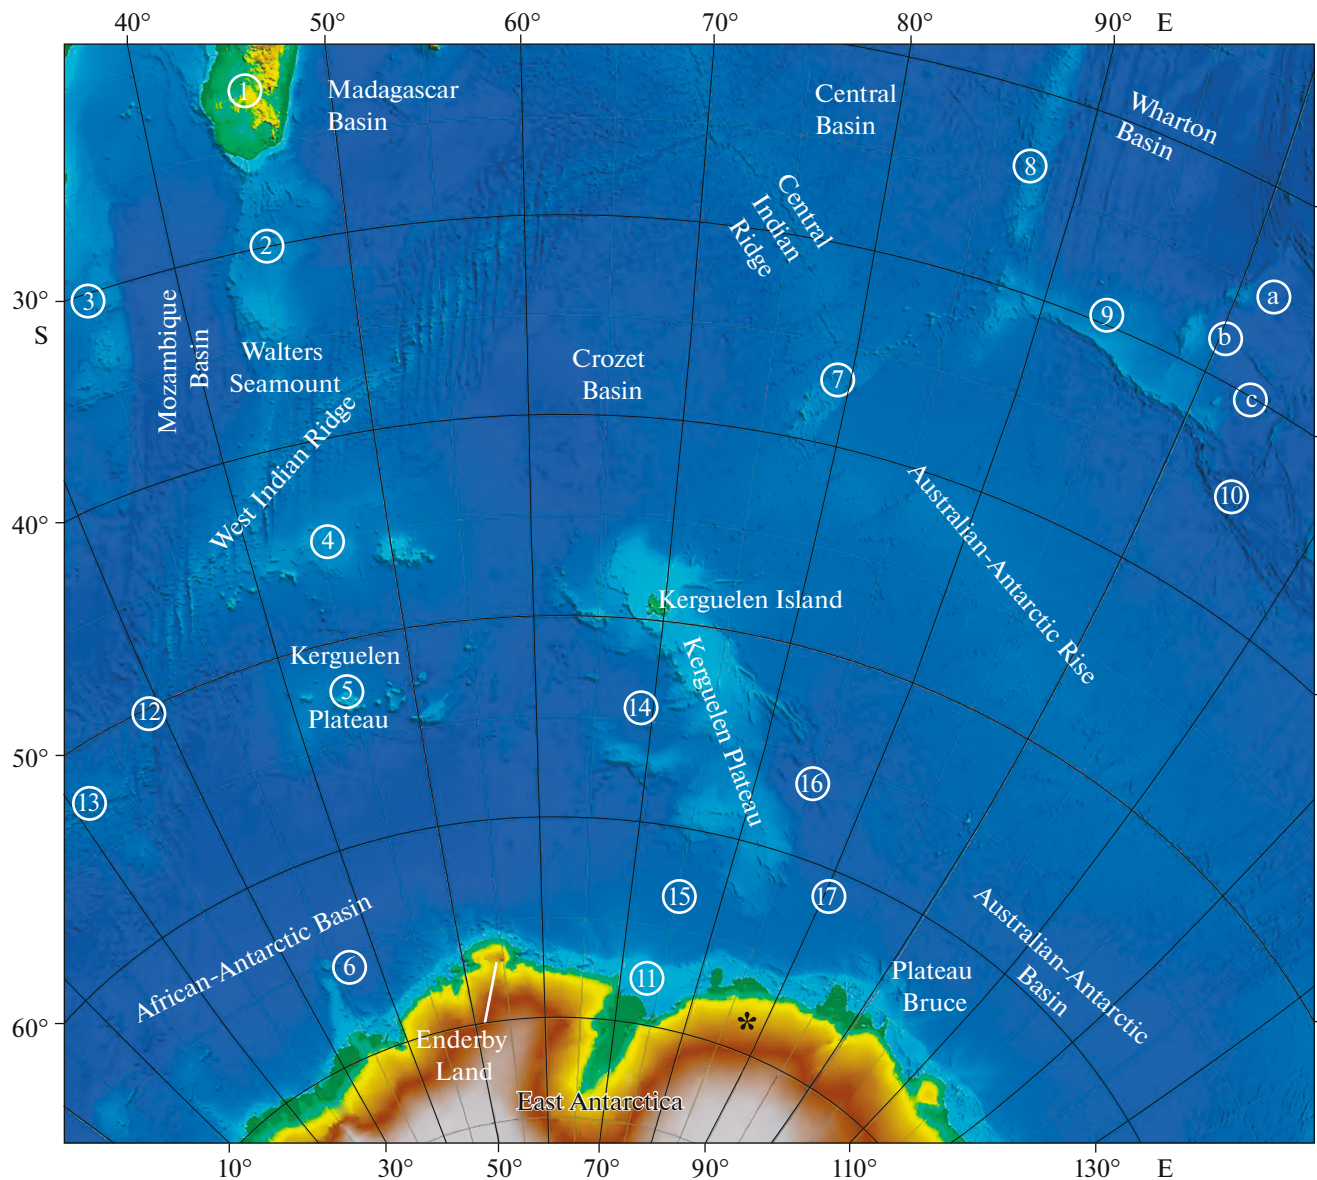 40° 50° 60° 70° 80° 90° E
1
Madagascar
Basin
Central
Basin
Wharton
Basin
8
Central
Indian
Ridge
2
30°
S
3
a
9
b
Mozambique
Basin
Walters
Seamount
Crozet
Basin
7
c
West Indian Ridge
10
40°
4
Australian-Antarctic Rise
Kerguelen Island
Kerguelen
5
Plateau
Kerguelen Plateau
12
14
50°
13
16
15
17
African-Antarctic Basin
6
11
Plateau
Bruce
Australian-Antarctic
Basin
60°
*
Enderby
Land
East Antarctica
10° 30° 50° 70° 90° 110° 130° E